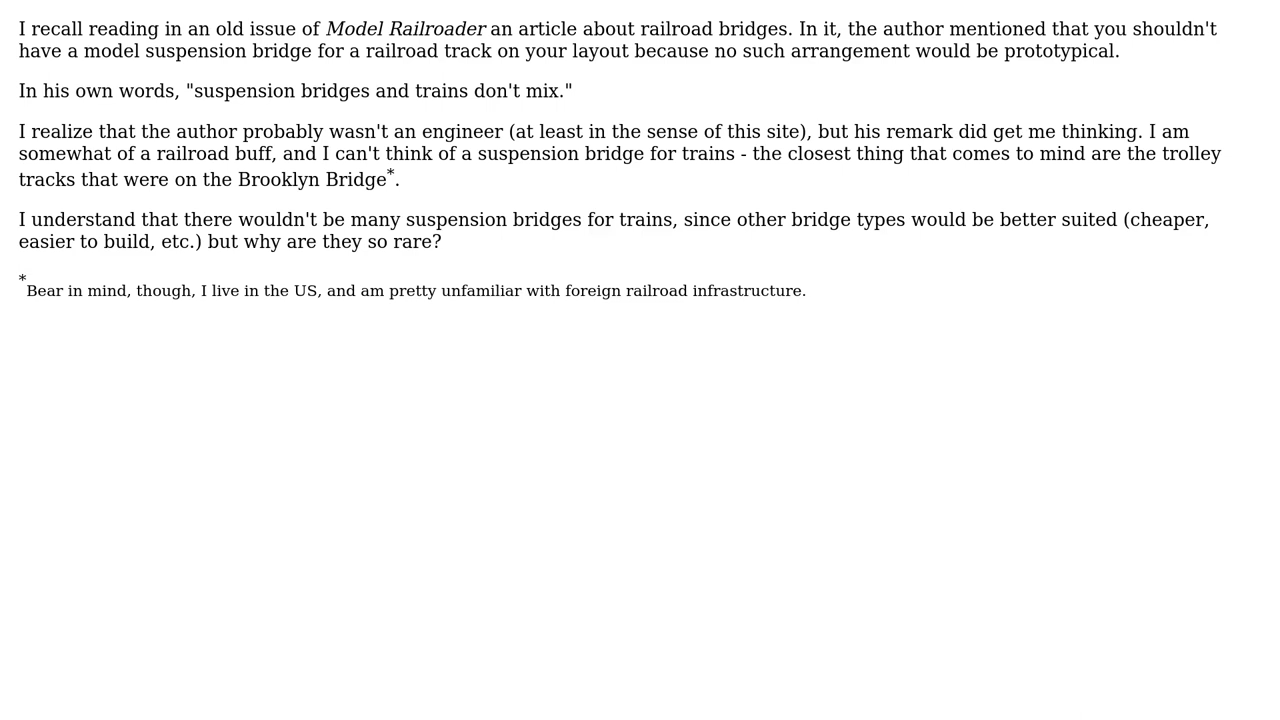 I recall reading in an old issue of Model Railroader an article about railroad bridges. In it, the author mentioned that you shouldn't
have a model suspension bridge for a railroad track on your layout because no such arrangement would be prototypical.
In his own words, "suspension bridges and trains don't mix."
I realize that the author probably wasn't an engineer (at least in the sense of this site), but his remark did get me thinking. I am
somewhat of a railroad buff, and I can't think of a suspension bridge for trains - the closest thing that comes to mind are the trolley
tracks that were on the Brooklyn Bridge*.
I understand that there wouldn't be many suspension bridges for trains, since other bridge types would be better suited (cheaper,
easier to build, etc.) but why are they so rare?
*Bear in mind, though, I live in the US, and am pretty unfamiliar with foreign railroad infrastructure.